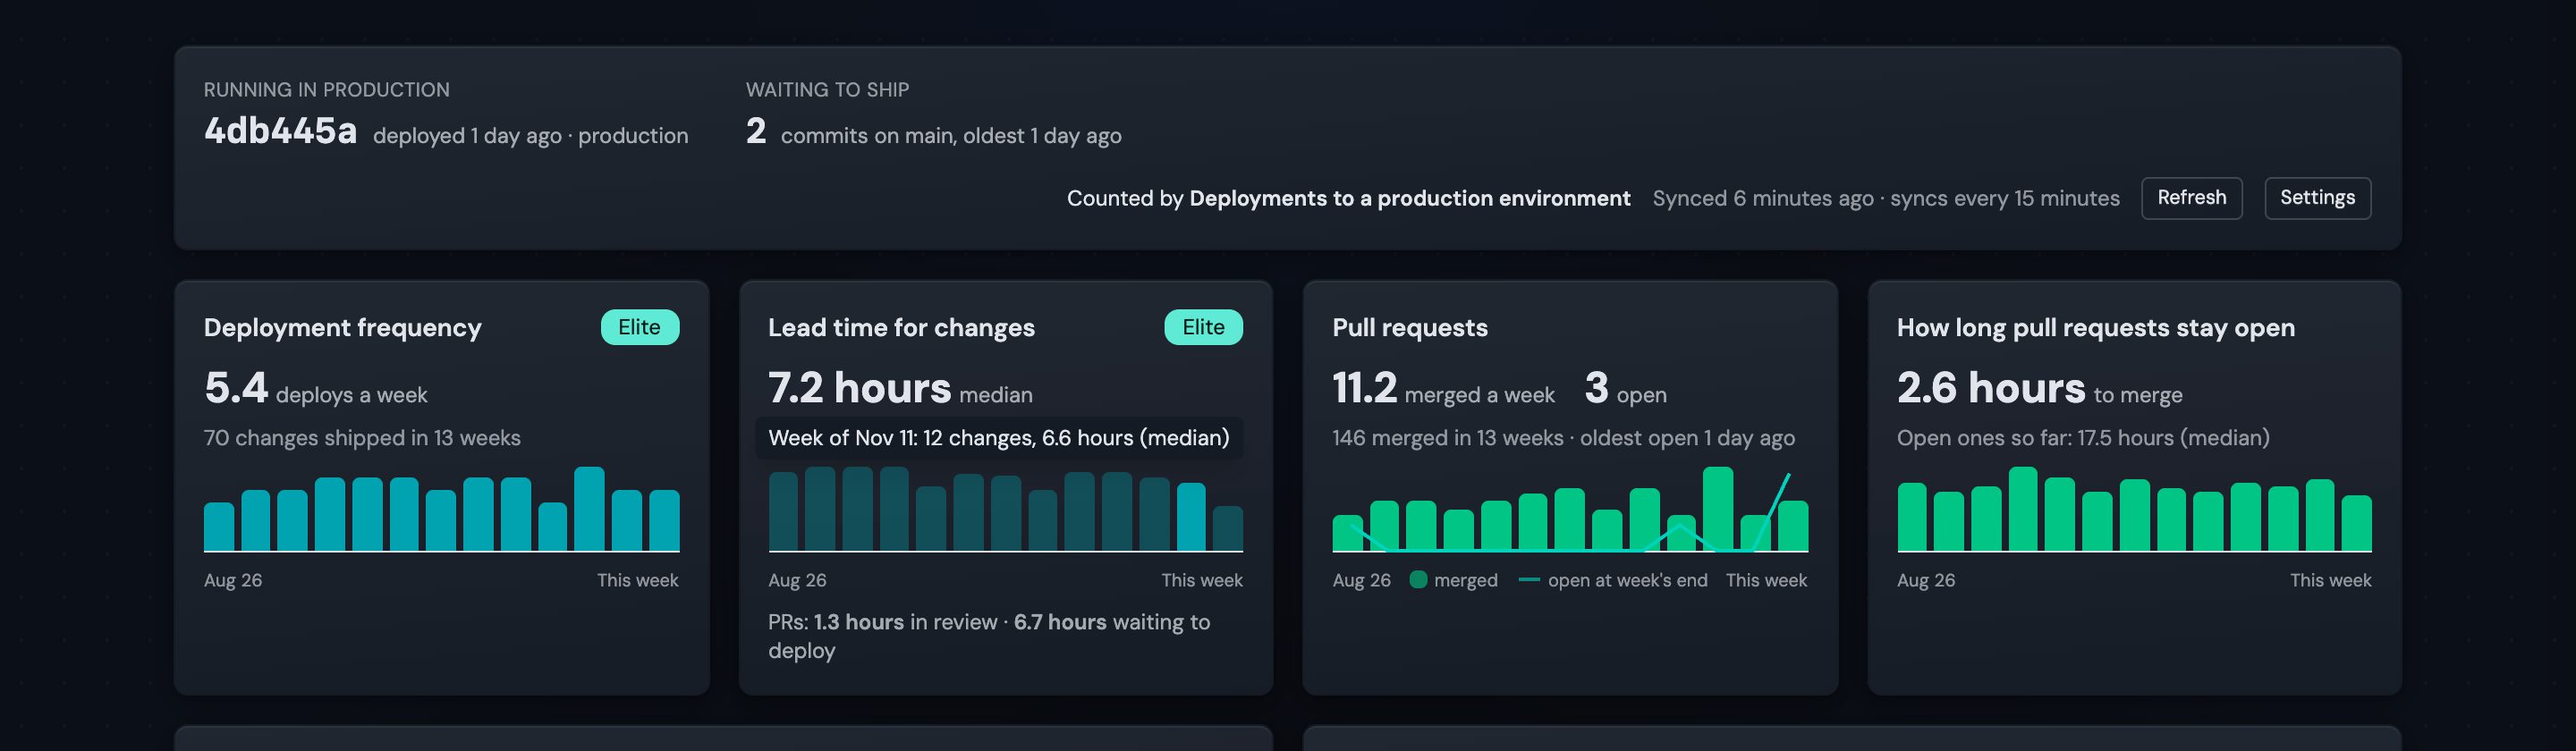 RUNNING IN PRODUCTION
4db445a deployed 1 day ago · production
WAITING TO SHIP
2 commits on main, oldest 1 day ago
Counted by Deployments to a production environment Synced 6 minutes ago · syncs every 15 minutes Refresh Settings
Deployment frequency Elite
5.4 deploys a week
70 changes shipped in 13 weeks
Aug 26 This week
Lead time for changes Elite
7.2 hours median
Week of Nov 11: 12 changes, 6.6 hours (median)
Aug 26 This week
PRs: 1.3 hours in review · 6.7 hours waiting to
deploy
Pull requests
11.2 merged a week 3 open
146 merged in 13 weeks · oldest open 1 day ago
Aug 26 merged open at week's end This week
How long pull requests stay open
2.6 hours to merge
Open ones so far: 17.5 hours (median)
Aug 26 This week